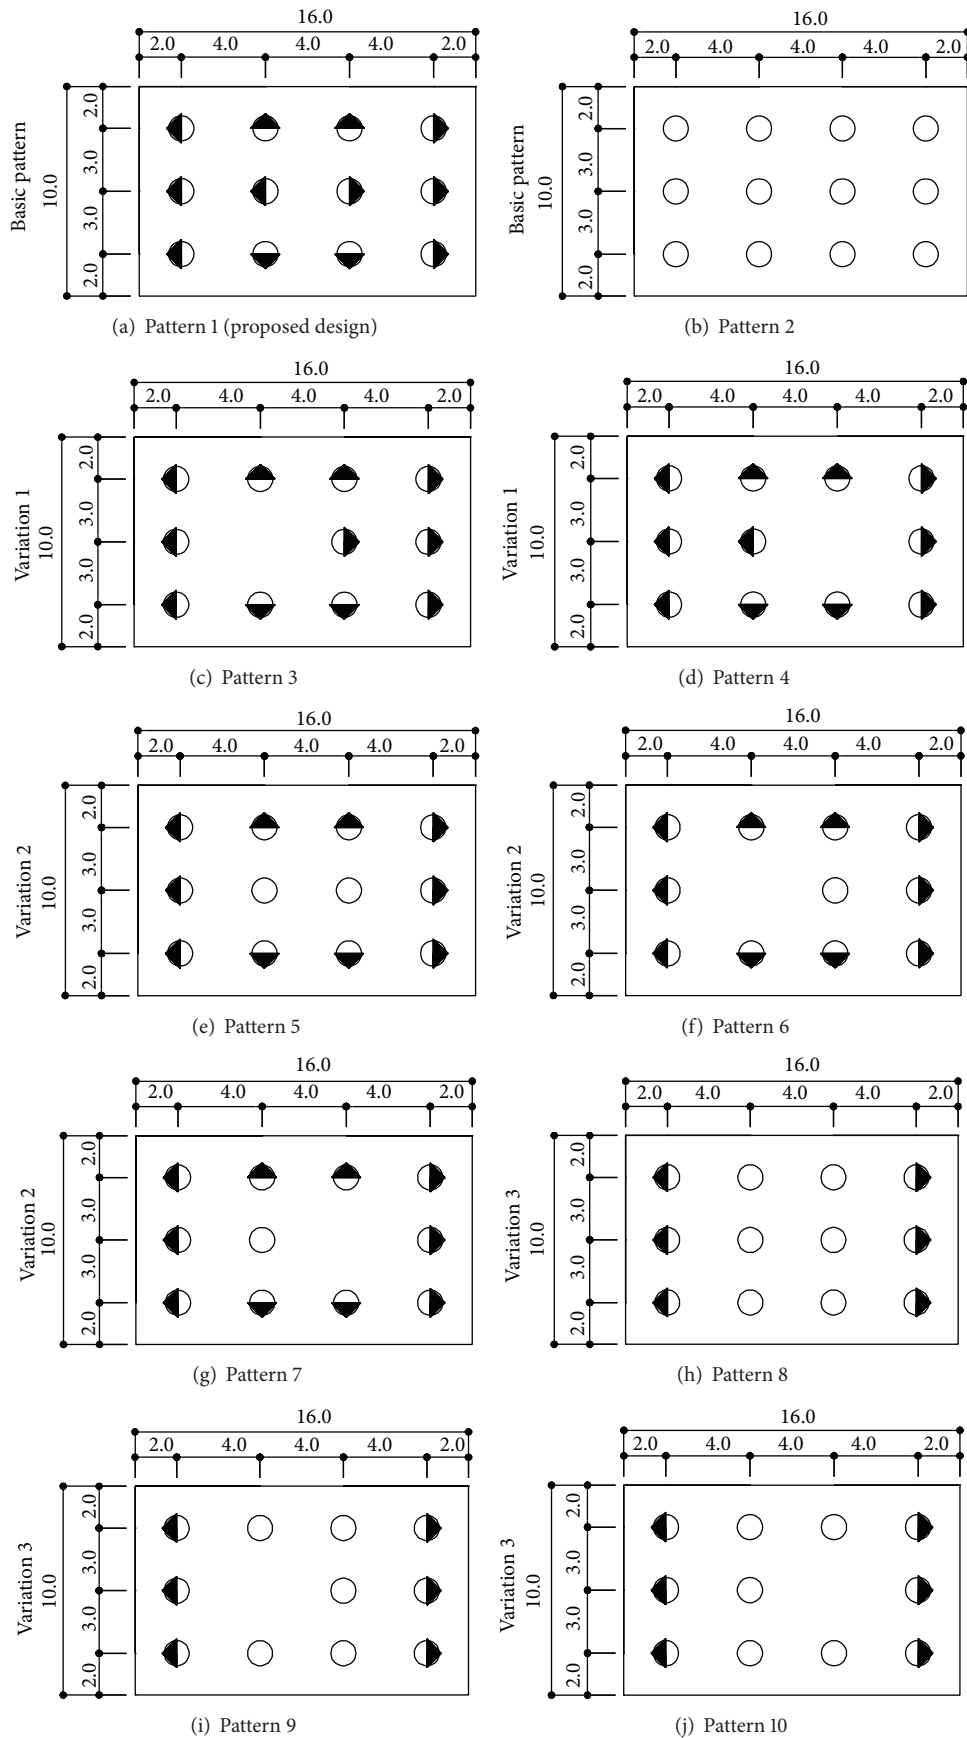 16.0
2.0 4.0 4.0 4.0 2.0
Basic pattern
10.0
2.0 3.0 3.0 2.0
(a) Pattern 1 (proposed design)
16.0
2.0 4.0 4.0 4.0 2.0
Basic pattern
10.0
2.0 3.0 3.0 2.0
(b) Pattern 2
16.0
2.0 4.0 4.0 4.0 2.0
Variation 1
10.0
2.0 3.0 3.0 2.0
(c) Pattern 3
16.0
2.0 4.0 4.0 4.0 2.0
Variation 1
10.0
2.0 3.0 3.0 2.0
(d) Pattern 4
16.0
2.0 4.0 4.0 4.0 2.0
Variation 2
10.0
2.0 3.0 3.0 2.0
(e) Pattern 5
16.0
2.0 4.0 4.0 4.0 2.0
Variation 2
10.0
2.0 3.0 3.0 2.0
(f) Pattern 6
16.0
2.0 4.0 4.0 4.0 2.0
Variation 2
10.0
2.0 3.0 3.0 2.0
(g) Pattern 7
16.0
2.0 4.0 4.0 4.0 2.0
Variation 3
10.0
2.0 3.0 3.0 2.0
(h) Pattern 8
16.0
2.0 4.0 4.0 4.0 2.0
Variation 3
10.0
2.0 3.0 3.0 2.0
(i) Pattern 9
16.0
2.0 4.0 4.0 4.0 2.0
Variation 3
10.0
2.0 3.0 3.0 2.0
(j) Pattern 10